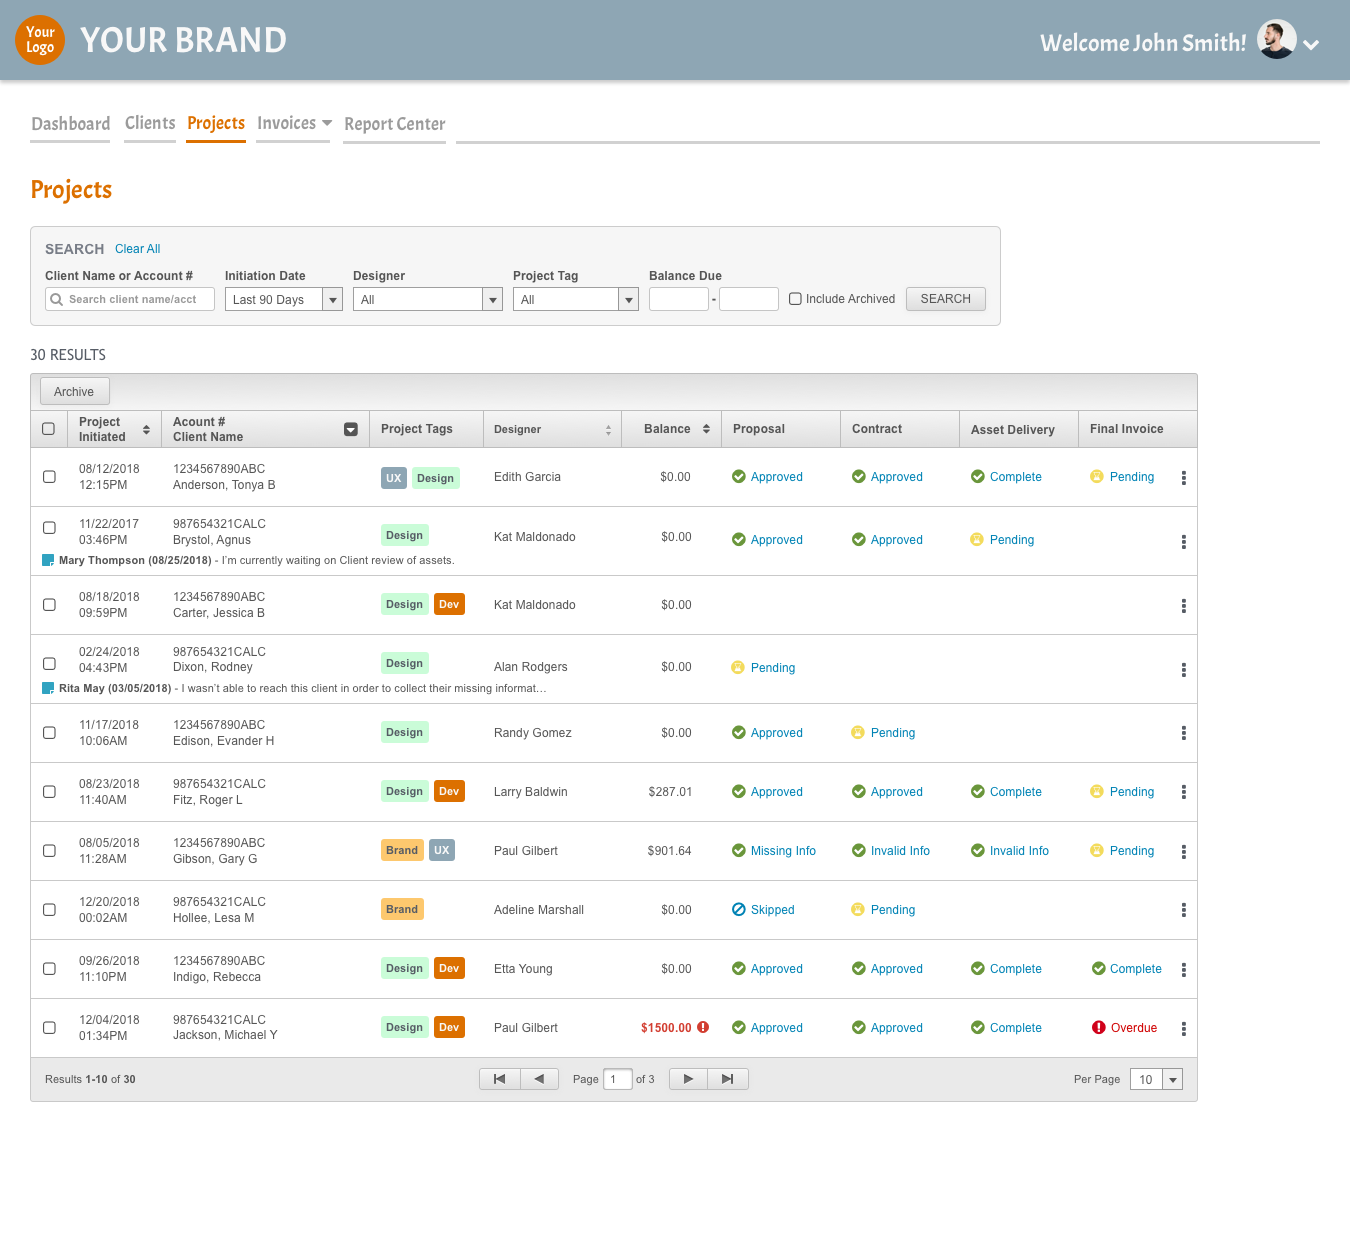 Your
Logo
YOUR BRAND
Welcome John Smith!
Dashboard Clients Projects Invoices Report Center
Projects
SEARCH Clear All
Client Name or Account # Initiation Date Designer Project Tag Balance Due
Search client name/acct Last 90 Days All All - Include Archived SEARCH
30 RESULTS
Archive
Project Initiated Acount # Client Name Project Tags Designer Balance Proposal Contract Asset Delivery Final Invoice
08/12/2018 1234567890ABC
12:15PM Anderson, Tonya B UX Design Edith Garcia $0.00 Approved Approved Complete Pending
11/22/2017 987654321CALC
03:46PM Brystol, Agnus Design Kat Maldonado $0.00 Approved Approved Pending
Mary Thompson (08/25/2018) - I'm currently waiting on Client review of assets.
08/18/2018 1234567890ABC
09:59PM Carter, Jessica B Design Dev Kat Maldonado $0.00
02/24/2018 987654321CALC
04:43PM Dixon, Rodney Design Alan Rodgers $0.00 Pending
Rita May (03/05/2018) - I wasn't able to reach this client in order to collect their missing informat…
11/17/2018 1234567890ABC
10:06AM Edison, Evander H Design Randy Gomez $0.00 Approved Pending
08/23/2018 987654321CALC
11:40AM Fitz, Roger L Design Dev Larry Baldwin $287.01 Approved Approved Complete Pending
08/05/2018 1234567890ABC
11:28AM Gibson, Gary G Brand UX Paul Gilbert $901.64 Missing Info Invalid Info Invalid Info Pending
12/20/2018 987654321CALC
00:02AM Hollee, Lesa M Brand Adeline Marshall $0.00 Skipped Pending
09/26/2018 1234567890ABC
11:10PM Indigo, Rebecca Design Dev Etta Young $0.00 Approved Approved Complete Complete
12/04/2018 987654321CALC
01:34PM Jackson, Michael Y Design Dev Paul Gilbert $1500.00 Approved Approved Complete Overdue
Results 1-10 of 30 Page 1 of 3 Per Page 10